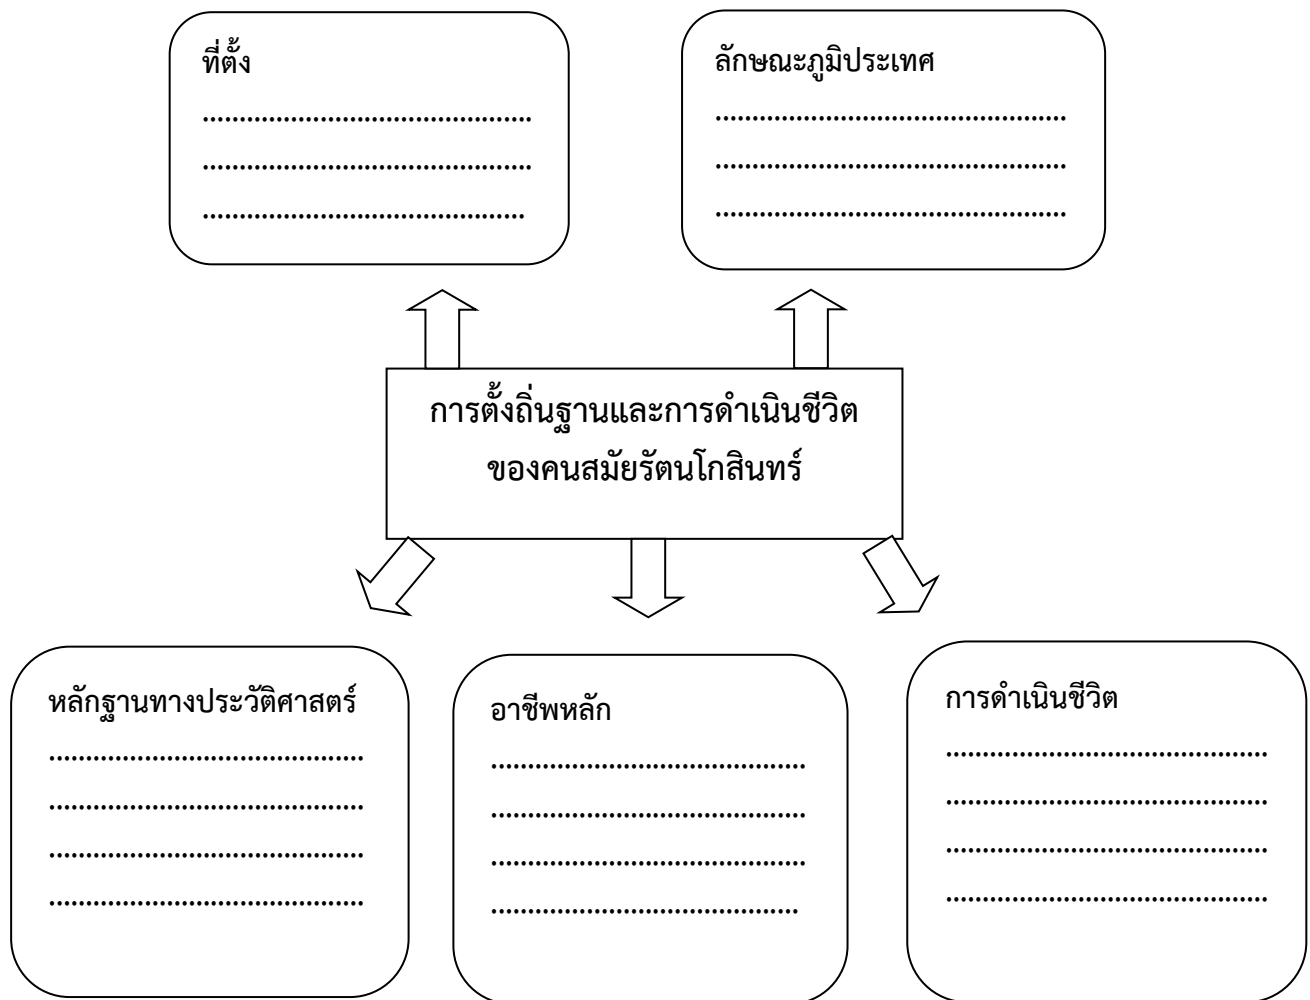 ที่ตั้ง
............................................
............................................
...........................................
ลักษณะภูมิประเทศ
...............................................
...............................................
...............................................
การตั้งถิ่นฐานและการดำเนินชีวิต
ของคนสมัยรัตนโกสินทร์
หลักฐานทางประวัติศาสตร์
..........................................
..........................................
..........................................
..........................................
อาชีพหลัก
..........................................
..........................................
..........................................
.........................................
การดำเนินชีวิต
...........................................
...........................................
...........................................
...........................................